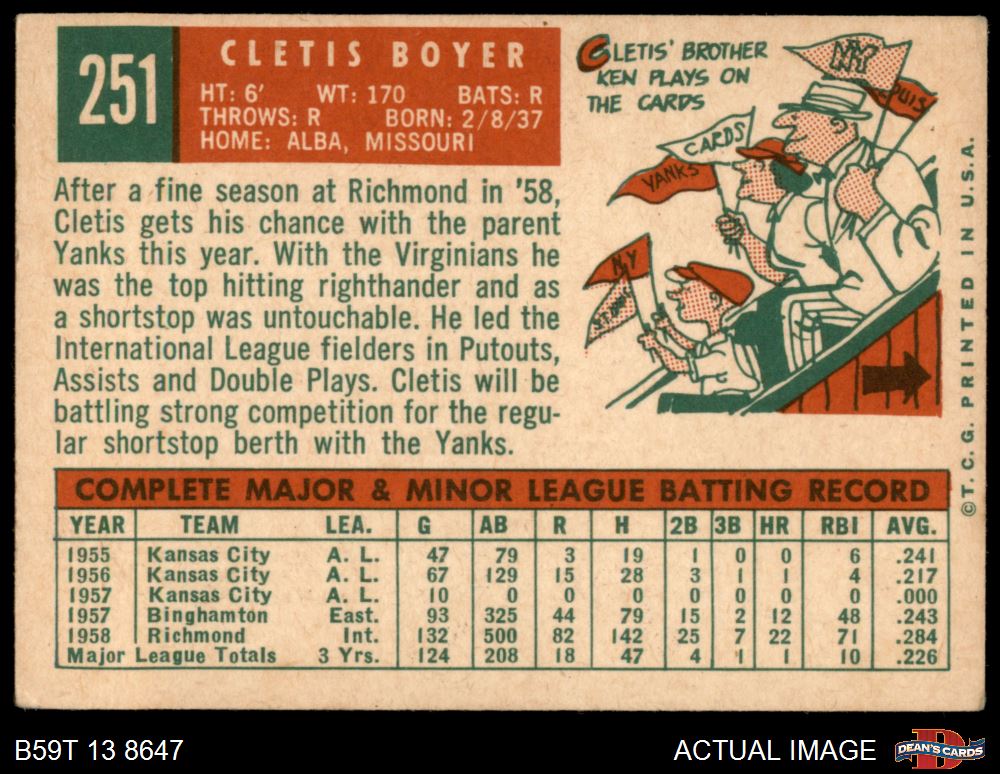 251
CLETIS BOYER
HT: 6' WT: 170 BATS: R
THROWS: R BORN: 2/8/37
HOME: ALBA, MISSOURI
CLETIS' BROTHER
KEN PLAYS ON
THE CARDS
NY
OUIS
CARDS
YANKS
N.Y
After a fine season at Richmond in '58,
Cletis gets his chance with the parent
Yanks this year. With the Virginians he
was the top hitting righthander and as
a shortstop was untouchable. He led the
International League fielders in Putouts,
Assists and Double Plays. Cletis will be
battling strong competition for the regu-
lar shortstop berth with the Yanks.
© T. C. G. PRINTED IN U.S.A.
COMPLETE MAJOR & MINOR LEAGUE BATTING RECORD
YEAR TEAM LEA. G AB R H 2B 3B HR RBI AVG.
1955 Kansas City A. L. 47 79 3 19 1 0 0 6 .241
1956 Kansas City A. L. 67 129 15 28 3 1 1 4 .217
1957 Kansas City A. L. 10 0 0 0 0 0 0 0 .000
1957 Binghamton East. 93 325 44 79 15 2 12 48 .243
1958 Richmond Int. 132 500 82 142 25 7 22 71 .284
Major League Totals 3 Yrs. 124 208 18 47 4 1 1 10 .226
B59T 13 8647
ACTUAL IMAGE
DEAN'S CARDS